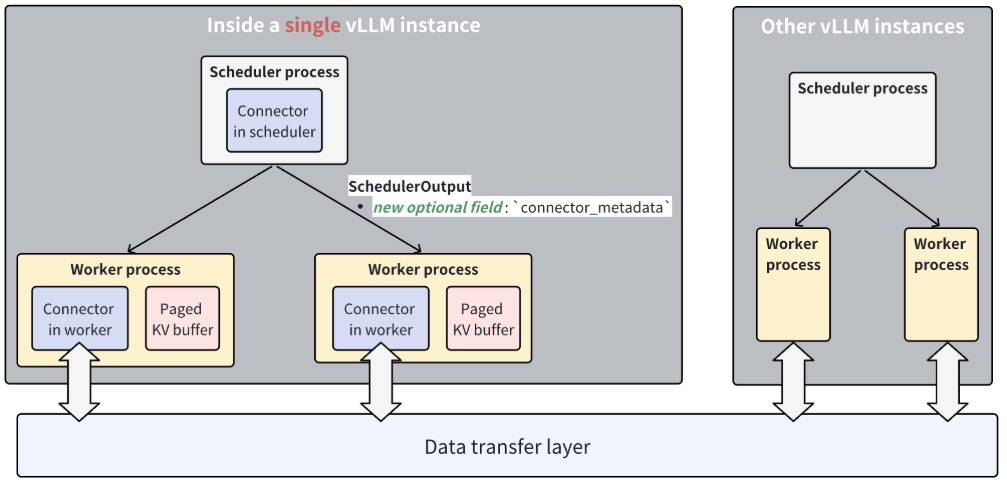 Inside a single vLLM instance
Scheduler process
Connector
in scheduler
SchedulerOutput
• new optional field: `connector_metadata`
Worker process
Connector
in worker
Paged
KV buffer
Worker process
Connector
in worker
Paged
KV buffer
Other vLLM instances
Scheduler process
Worker
process
Worker
process
Data transfer layer